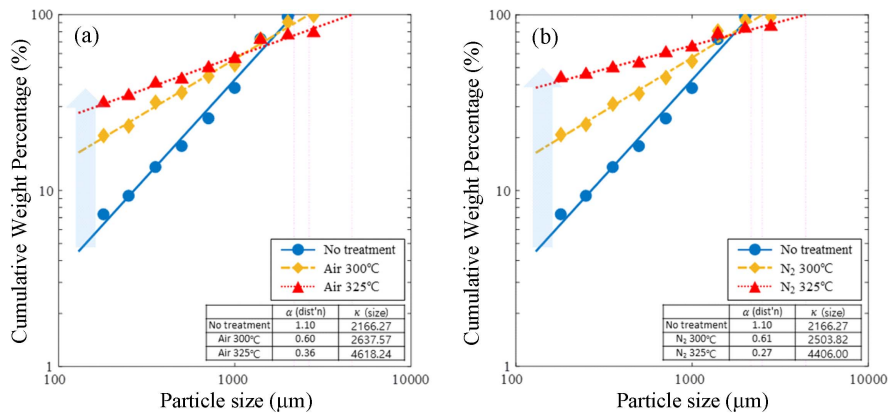 (a)
Cumulative Weight Percentage (%)
100
10
1
No treatment
Air 300℃
Air 325℃
α (dist'n) κ (size)
No treatment 1.10 2166.27
Air 300℃ 0.60 2637.57
Air 325℃ 0.36 4618.24
100 1000 10000
Particle size (μm)
(b)
Cumulative Weight Percentage (%)
100
10
1
No treatment
N₂ 300℃
N₂ 325℃
α (dist'n) κ (size)
No treatment 1.10 2166.27
N₂ 300℃ 0.61 2503.82
N₂ 325℃ 0.27 4406.00
100 1000 10000
Particle size (μm)